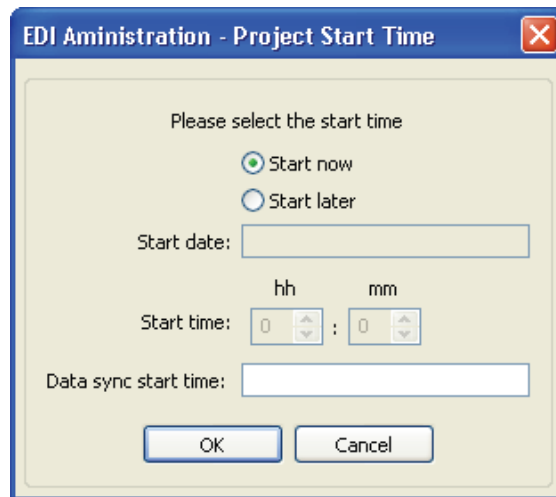 EDI Aministration - Project Start Time
Please select the start time
Start now
Start later
Start date:
hh mm
Start time: 0 : 0
Data sync start time:
OK Cancel